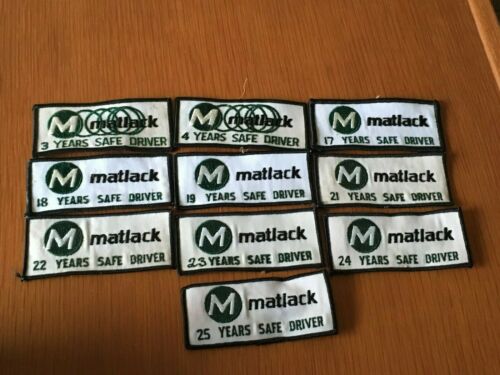 M matlack
3 YEARS SAFE DRIVER
M matlack
4 YEARS SAFE DRIVER
M matlack
17 YEARS SAFE DRIVER
M matlack
18 YEARS SAFE DRIVER
M matlack
19 YEARS SAFE DRIVER
M matlack
21 YEARS SAFE DRIVER
M matlack
22 YEARS SAFE DRIVER
M matlack
23 YEARS SAFE DRIVER
M matlack
24 YEARS SAFE DRIVER
M matlack
25 YEARS SAFE DRIVER